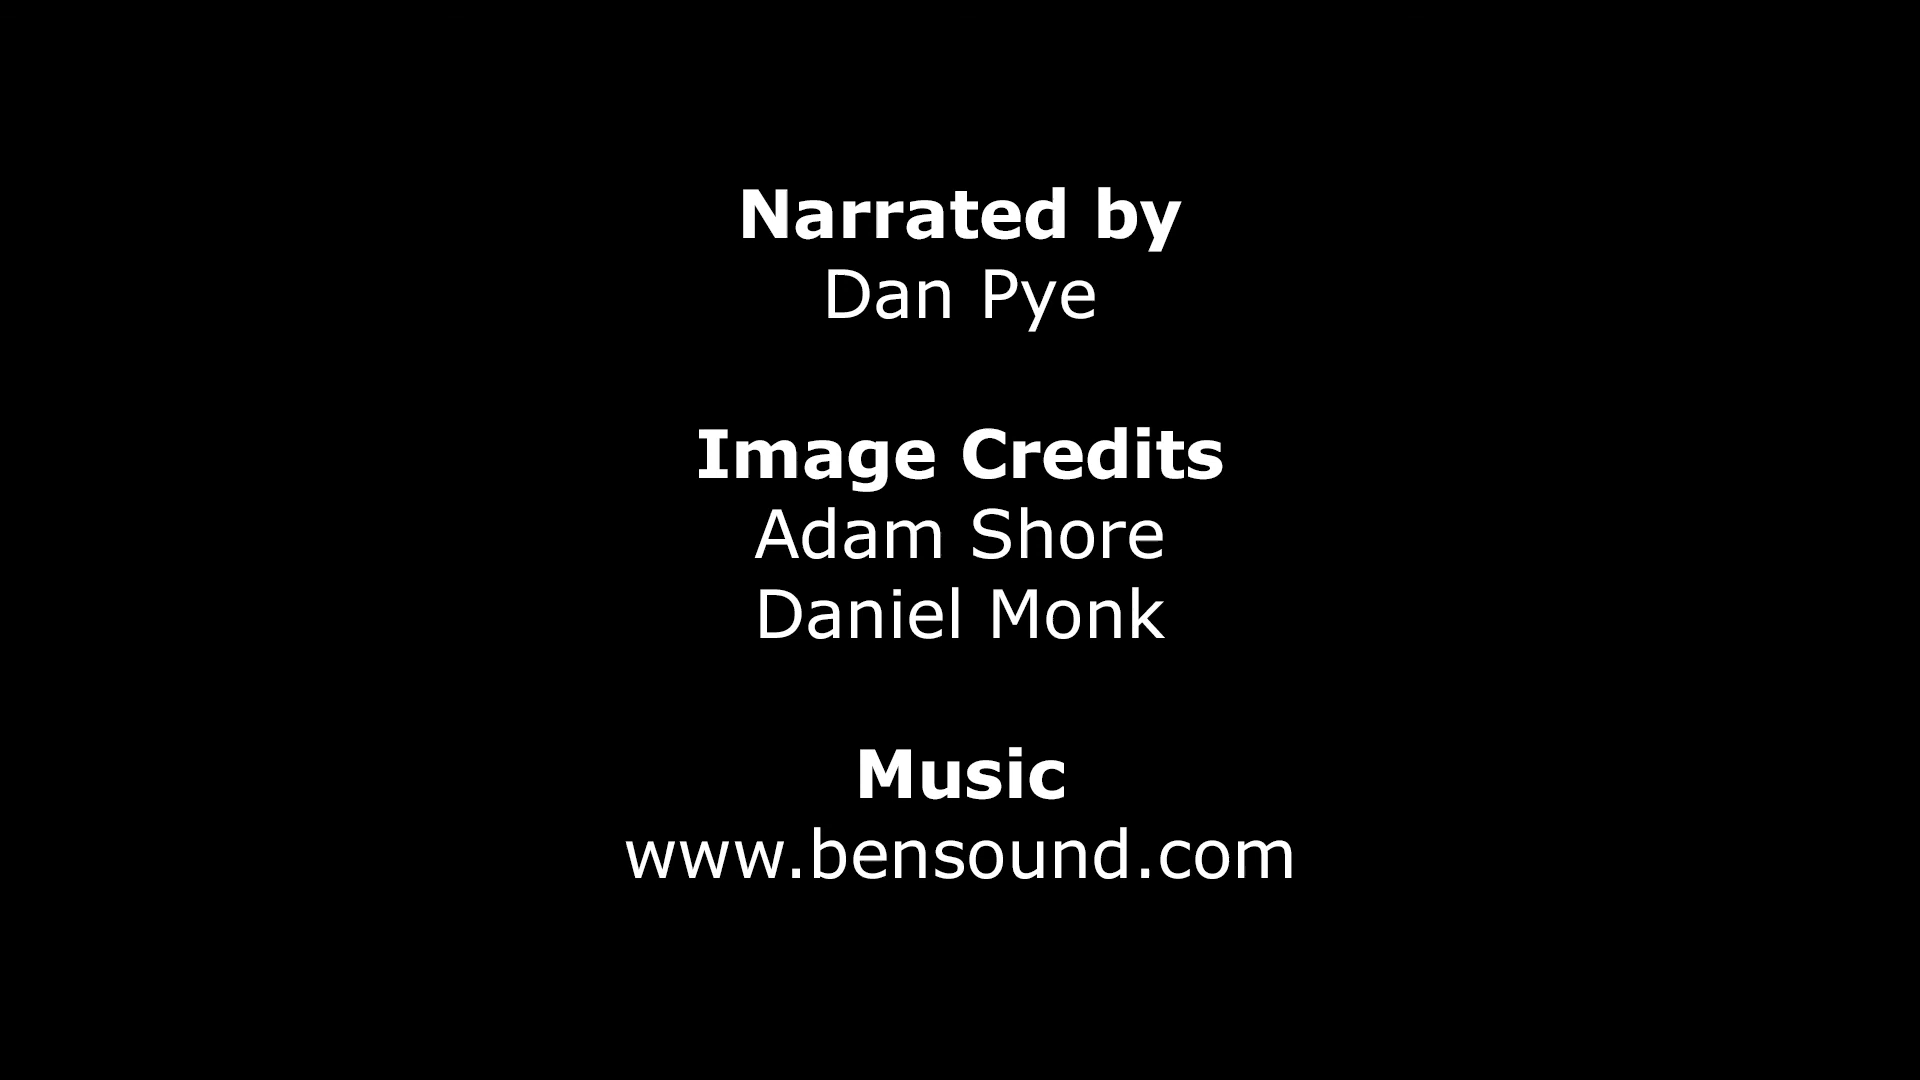 Narrated by
Dan Pye
Image Credits
Adam Shore
Daniel Monk
Music
www.bensound.com